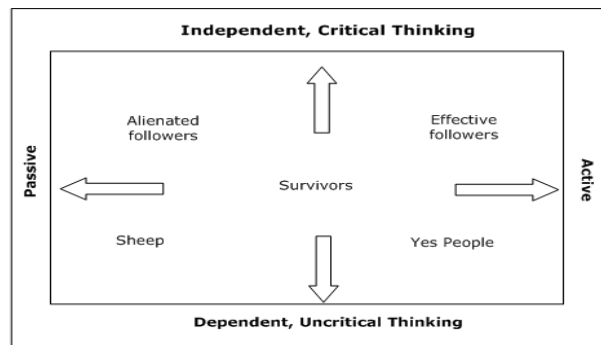 Independent, Critical Thinking
Alienated
followers
Effective
followers
Passive
Survivors
Active
Sheep
Yes People
Dependent, Uncritical Thinking